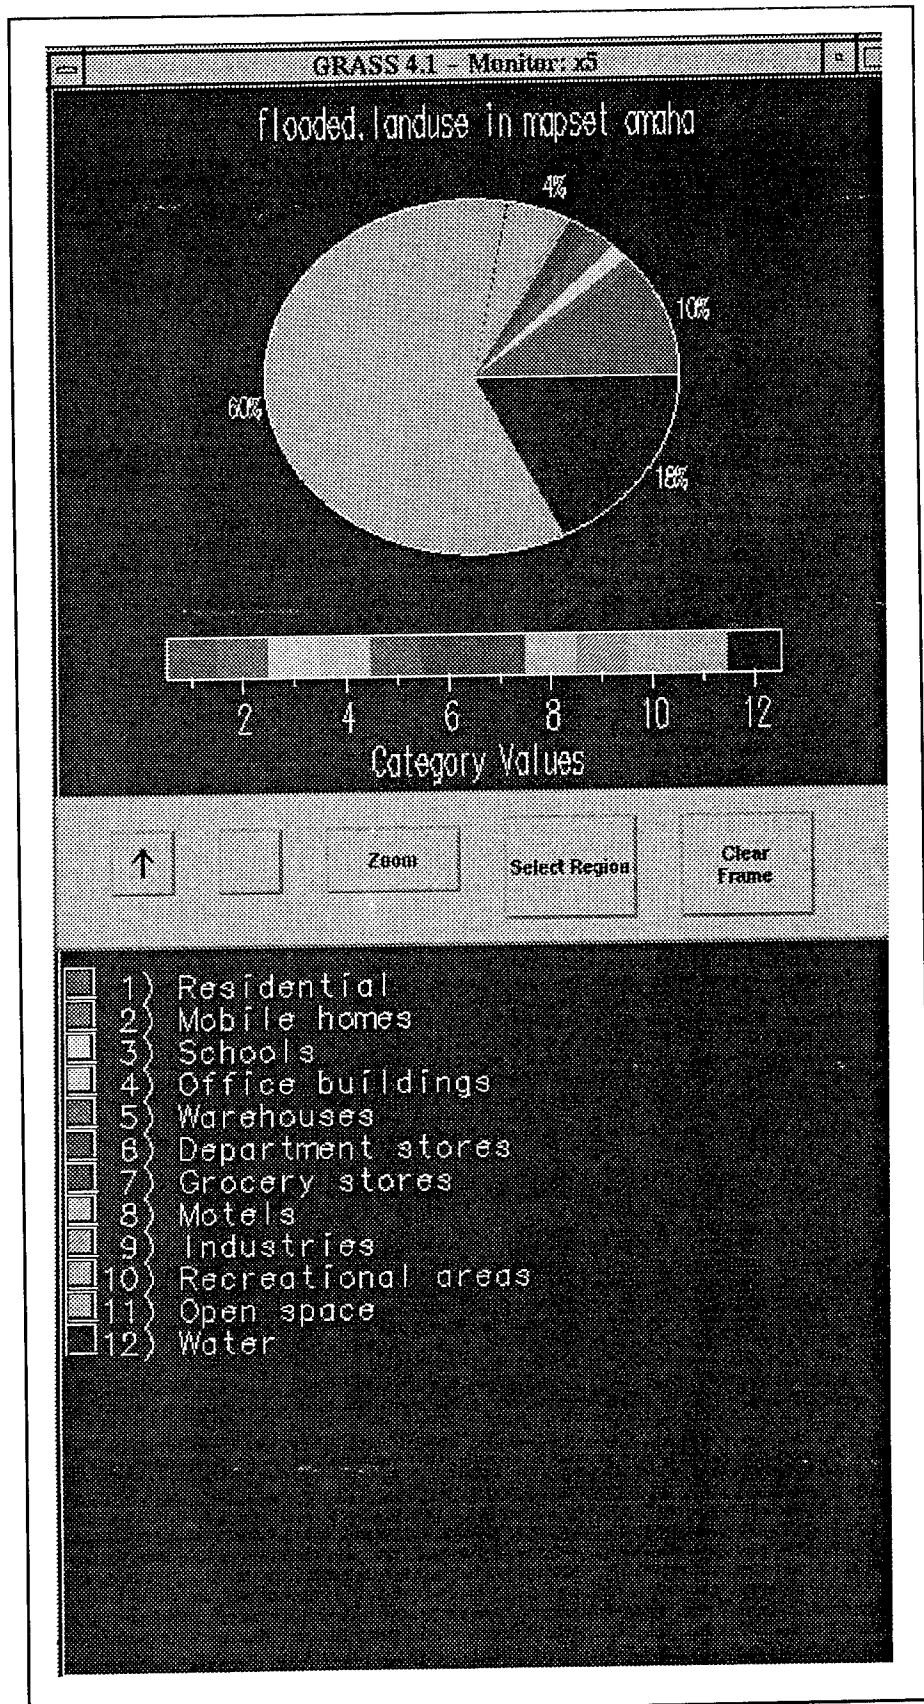 GRASS 4.1 – Monitor: x5
flooded.landuse in mapset omaha
4%
10%
60%
18%
2 4 6 8 10 12
Category Values
↑ Zoom Select Region Clear Frame
1) Residential
2) Mobile homes
3) Schools
4) Office buildings
5) Warehouses
6) Department stores
7) Grocery stores
8) Motels
9) Industries
10) Recreational areas
11) Open space
12) Water